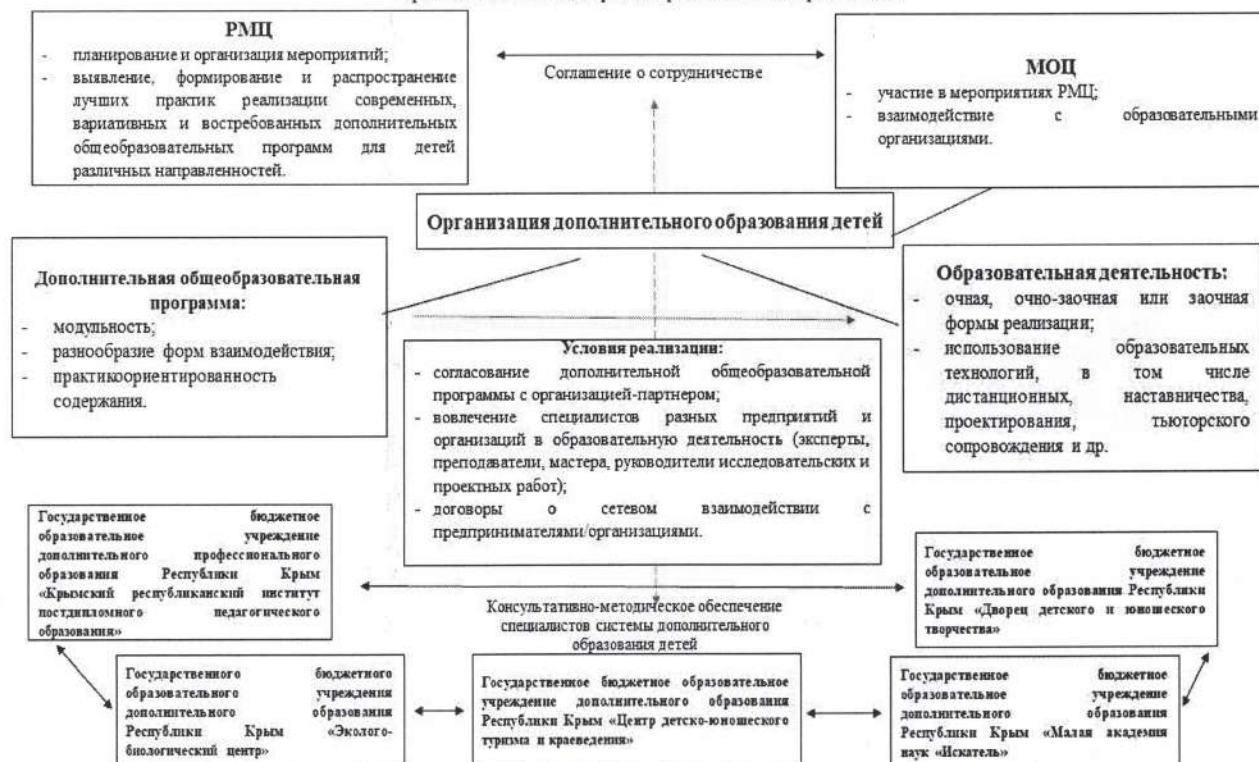 РМЦ
- планирование и организация мероприятий;
- выявление, формирование и распространение
лучших практик реализации современных,
вариативных и востребованных дополнительных
общеобразовательных программ для детей
различных направленностей.
Соглашение о сотрудничестве
МОЦ
- участие в мероприятиях РМЦ;
- взаимодействие с образовательными
организациями.
Организация дополнительного образования детей
Дополнительная общеобразовательная
программа:
- модульность;
- разнообразие форм взаимодействия;
- практикоориентированность
содержания.
Образовательная деятельность:
- очная, очно-заочная или заочная
формы реализации;
- использование образовательных
технологий, в том числе
дистанционных, наставничества,
проектирования, тьюторского
сопровождения и др.
Условия реализации:
- согласование дополнительной общеобразовательной
программы с организацией-партнером;
- вовлечение специалистов разных предприятий и
организаций в образовательную деятельность (эксперты,
преподаватели, мастера, руководители исследовательских и
проектных работ);
- договоры о сетевом взаимодействии с
предпринимателями/организациями.
Государственное бюджетное
образовательное учреждение
дополнительного профессионального
образования Республики Крым
«Крымский республиканский институт
постдипломного педагогического
образования»
Консультативно-методическое обеспечение
специалистов системы дополнительного
образования детей
Государственное бюджетное
образовательное учреждение
дополнительного образования Республики
Крым «Дворец детского и юношеского
творчества»
Государственного бюджетного
образовательного учреждения
дополнительного образования
Республики Крым «Эколого-
биологический центр»
Государственное бюджетное образовательное
учреждение дополнительного образования
Республики Крым «Центр детско-юношеского
туризма и краеведения»
Государственное бюджетное
образовательное учреждение
дополнительного образования
Республики Крым «Малая академия
наук «Искатель»